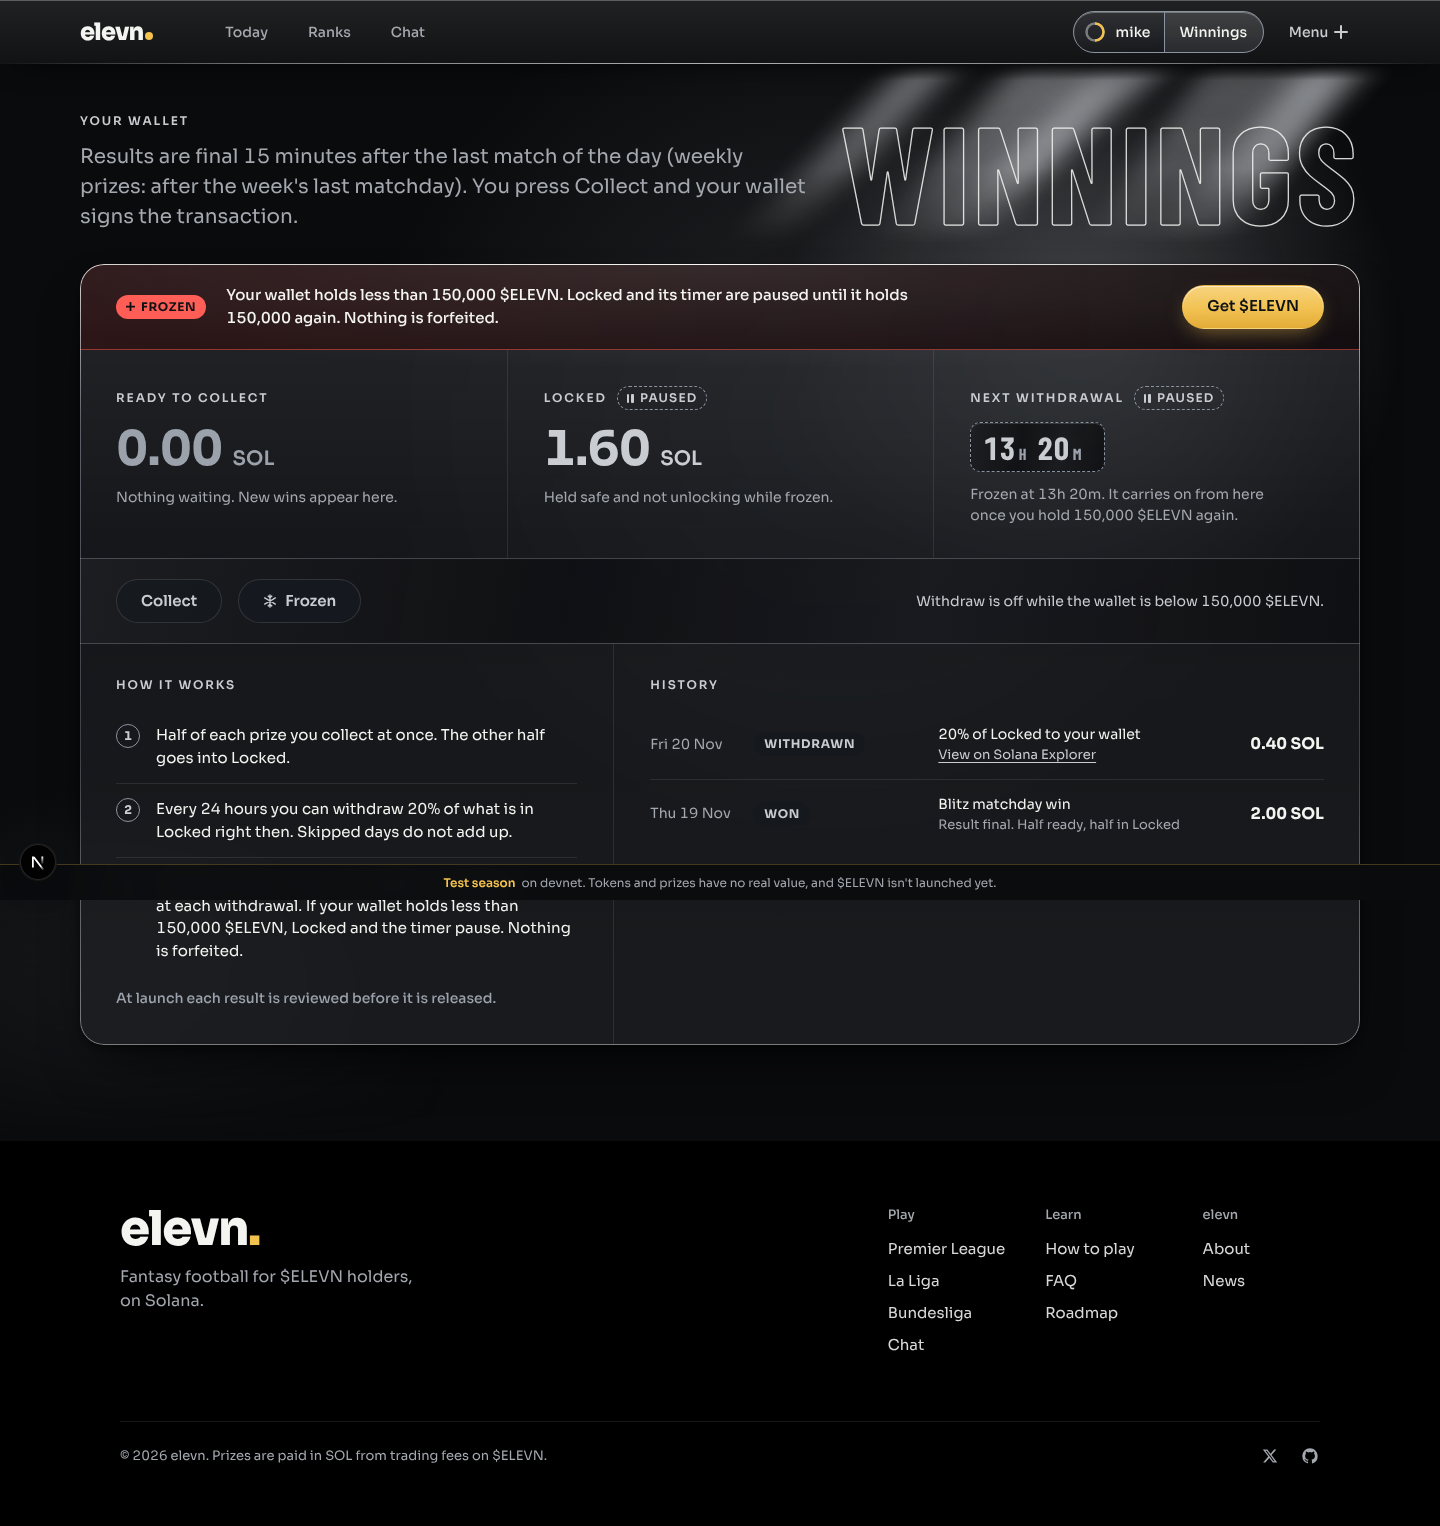 elevn.
Today
Ranks
Chat
mike
Winnings
Menu
YOUR WALLET
Results are final 15 minutes after the last match of the day (weekly
prizes: after the week's last matchday). You press Collect and your wallet
signs the transaction.
WINNINGS
FROZEN
Your wallet holds less than 150,000 $ELEVN. Locked and its timer are paused until it holds
150,000 again. Nothing is forfeited.
Get $ELEVN
READY TO COLLECT
0.00 SOL
Nothing waiting. New wins appear here.
LOCKED
PAUSED
1.60 SOL
Held safe and not unlocking while frozen.
NEXT WITHDRAWAL
PAUSED
13H 20M
Frozen at 13h 20m. It carries on from here
once you hold 150,000 $ELEVN again.
Collect
Frozen
Withdraw is off while the wallet is below 150,000 $ELEVN.
HOW IT WORKS
1
Half of each prize you collect at once. The other half
goes into Locked.
2
Every 24 hours you can withdraw 20% of what is in
Locked right then. Skipped days do not add up.
HISTORY
Fri 20 Nov
WITHDRAWN
20% of Locked to your wallet
View on Solana Explorer
0.40 SOL
Thu 19 Nov
WON
Blitz matchday win
Result final. Half ready, half in Locked
2.00 SOL
N
Test season on devnet. Tokens and prizes have no real value, and $ELEVN isn't launched yet.
at each withdrawal. If your wallet holds less than
150,000 $ELEVN, Locked and the timer pause. Nothing
is forfeited.
At launch each result is reviewed before it is released.
elevn.
Fantasy football for $ELEVN holders,
on Solana.
Play
Premier League
La Liga
Bundesliga
Chat
Learn
How to play
FAQ
Roadmap
elevn
About
News
© 2026 elevn. Prizes are paid in SOL from trading fees on $ELEVN.